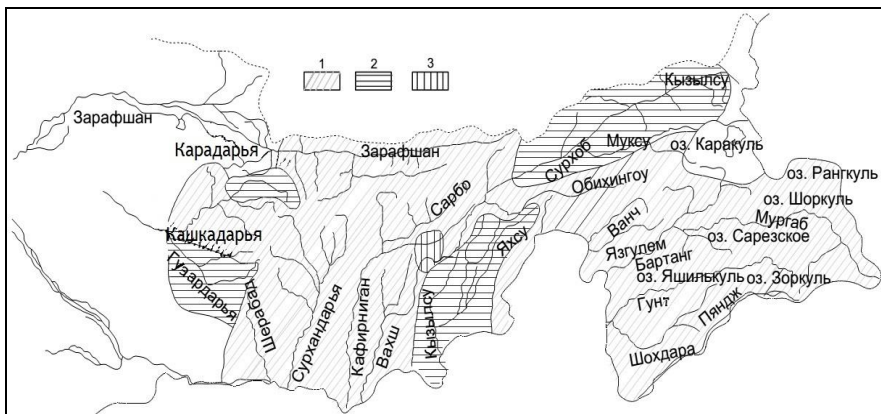 1 2 3
Кызылсу
Зарафшан
Карадарья
Зарафшан
Сурхоб
Муксу
оз. Каракуль
оз. Рангкуль
Обихингоу
оз. Шоркуль
Сарбо
Мургаб
Ванч
Кашкадарья
Яхсу
оз. Сарезское
Язгулем
Бартанг
Гузардарья
оз. Яшилькуль
оз. Зоркуль
Шерабад
Сурхандарья
Кафирниган
Вахш
Кызылсу
Гунт
Пяндж
Шохдара